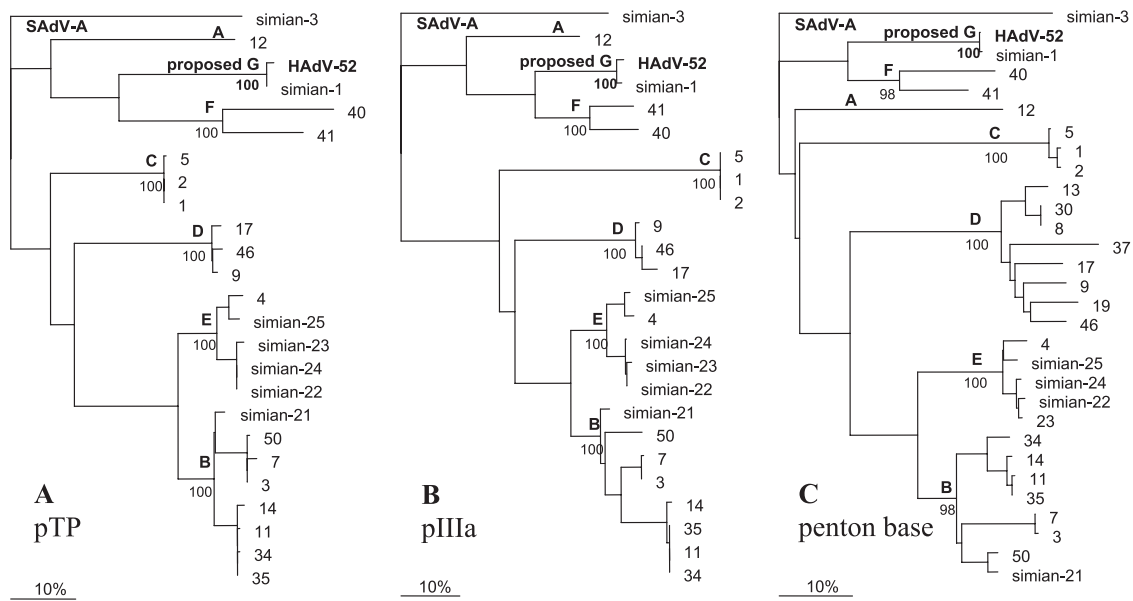 simian-3
SAdV-A
A
12
proposed G
HAdV-52
100
simian-1
F
40
100
41
C
5
100
2
1
D
17
46
100
9
4
E
simian-25
100
simian-23
simian-24
simian-22
simian-21
50
B
7
100
3
14
11
34
35
A
pTP
10%
simian-3
SAdV-A
A
12
proposed G
HAdV-52
100
simian-1
F
41
100
40
C
5
100
1
2
D
9
46
100
17
simian-25
E
4
100
simian-24
simian-23
simian-22
simian-21
B
50
100
7
3
14
35
11
34
B
pIIIa
10%
simian-3
SAdV-A
proposed G
HAdV-52
100
simian-1
F
40
98
41
A
12
C
5
100
1
2
13
D
30
100
8
37
17
9
19
46
4
E
simian-25
100
simian-24
simian-22
23
34
14
B
11
98
35
7
3
50
simian-21
C
penton base
10%